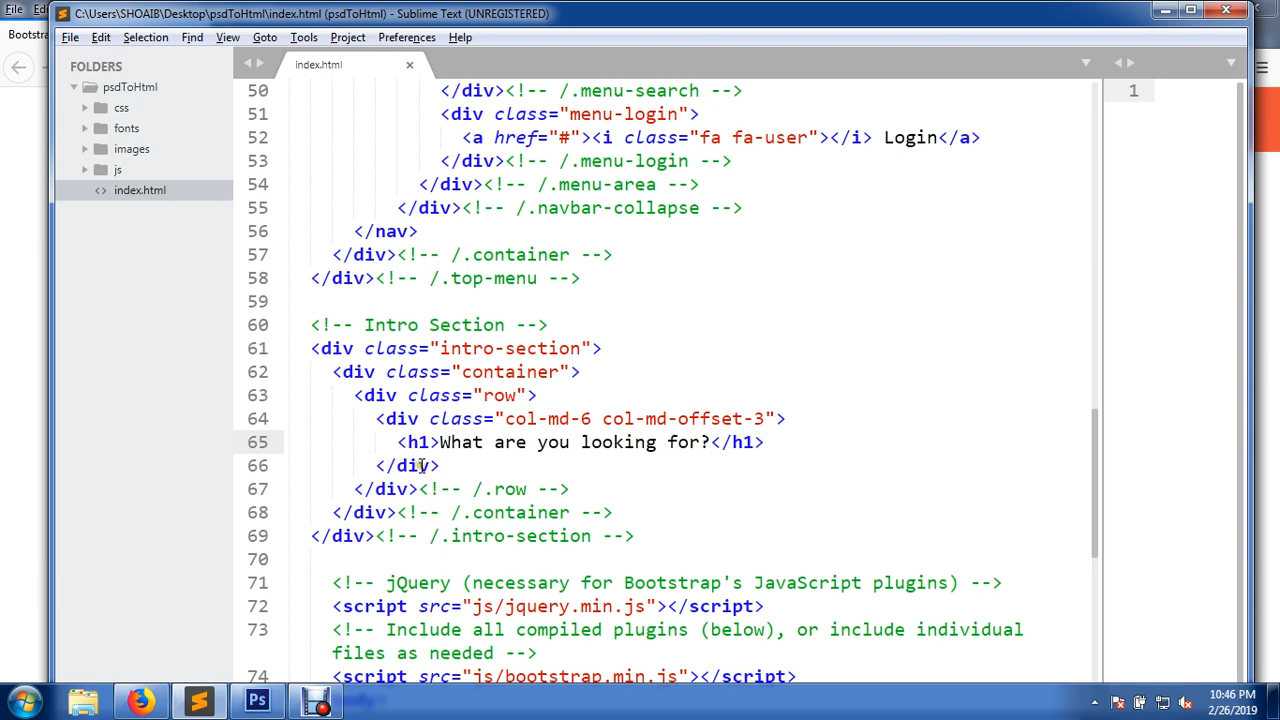 File Ed
C:\Users\SHOAIB\Desktop\psdToHtml\index.html (psdToHtml) - Sublime Text (UNREGISTERED)
Bootstra
File Edit Selection Find View Goto Tools Project Preferences Help
FOLDERS
psdToHtml
css
fonts
images
js
<> index.html
index.html
50 </div><!-- /.menu-search -->
51 <div class="menu-login">
52 <a href="#"><i class="fa fa-user"></i> Login</a>
53 </div><!-- /.menu-login -->
54 </div><!-- /.menu-area -->
55 </div><!-- /.navbar-collapse -->
56 </nav>
57 </div><!-- /.container -->
58 </div><!-- /.top-menu -->
59
60 <!-- Intro Section -->
61 <div class="intro-section">
62 <div class="container">
63 <div class="row">
64 <div class="col-md-6 col-md-offset-3">
65 <h1>What are you looking for?</h1>
66 </div>
67 </div><!-- /.row -->
68 </div><!-- /.container -->
69 </div><!-- /.intro-section -->
70
71 <!-- jQuery (necessary for Bootstrap's JavaScript plugins) -->
72 <script src="js/jquery.min.js"></script>
73 <!-- Include all compiled plugins (below), or include individual
files as needed -->
74 <script src="js/bootstrap.min.js"></script>
1
Ps
10:46 PM
2/26/2019